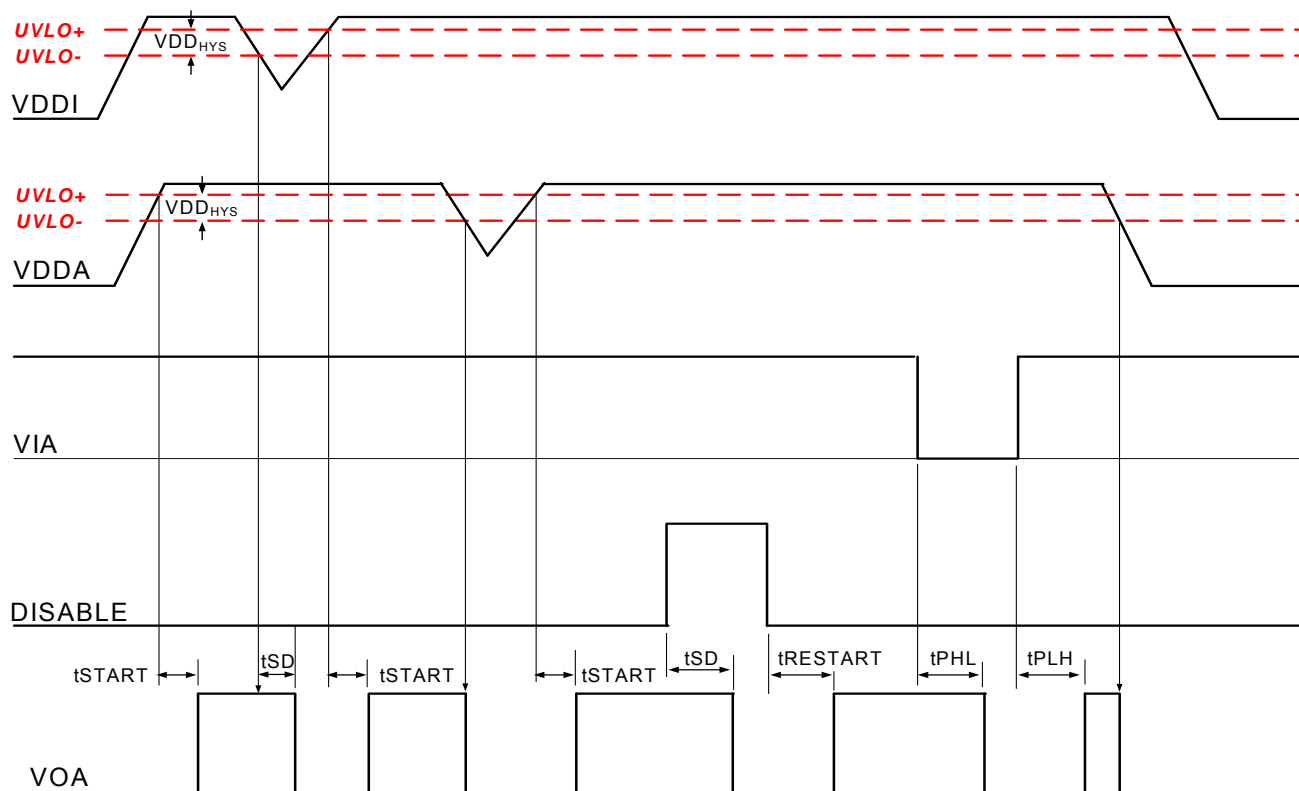 UVLO+
VDDHYS
UVLO-
VDDI
UVLO+
VDDHYS
UVLO-
VDDA
VIA
DISABLE
tSTART
tSD
tSTART
tSTART
tSD
tRESTART
tPHL
tPLH
VOA